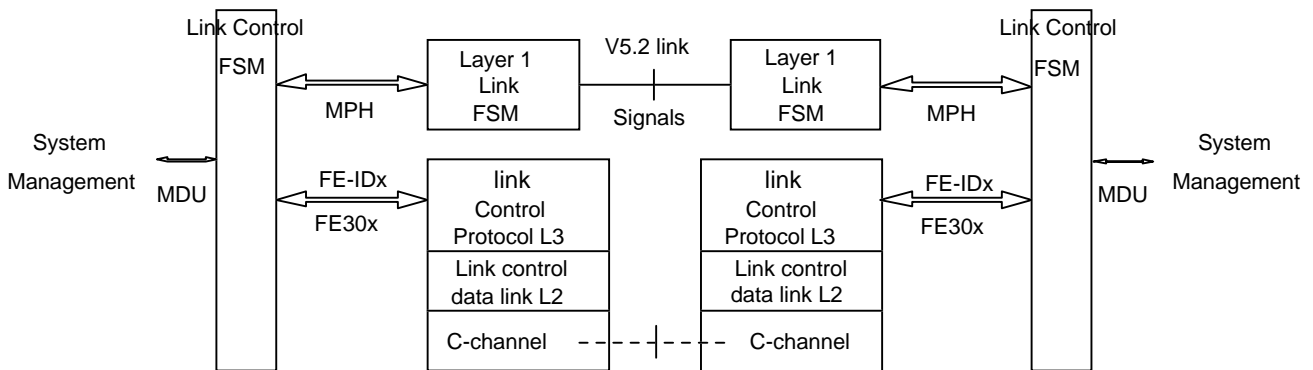 Link Control
FSM
MPH
Layer 1
Link
FSM
V5.2 link
Signals
Layer 1
Link
FSM
MPH
Link Control
FSM
System
Management
MDU
FE-IDx
FE30x
link
Control
Protocol L3
Link control
data link L2
C-channel
link
Control
Protocol L3
Link control
data link L2
C-channel
FE-IDx
FE30x
MDU
System
Management